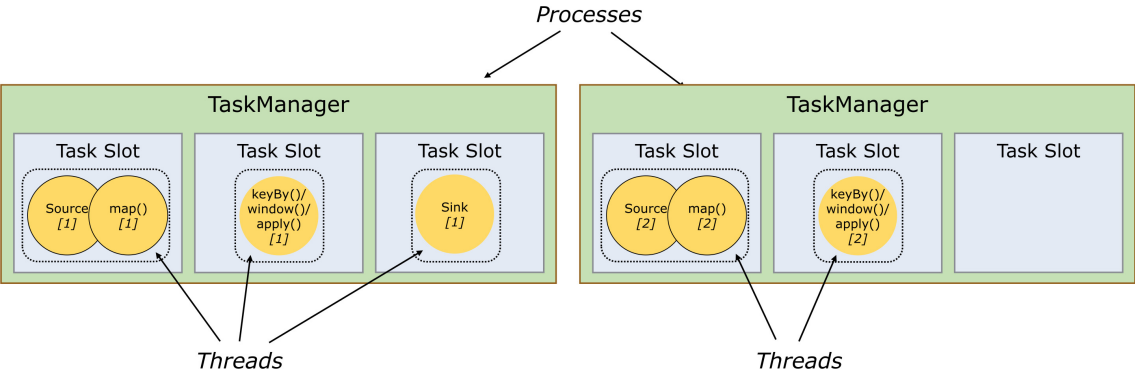 Processes
TaskManager
TaskManager
Task Slot
Task Slot
Task Slot
Task Slot
Task Slot
Task Slot
Source
[1]
map()
[1]
keyBy()/
window()/
apply()
[1]
Sink
[1]
Source
[2]
map()
[2]
keyBy()/
window()/
apply()
[2]
Threads
Threads